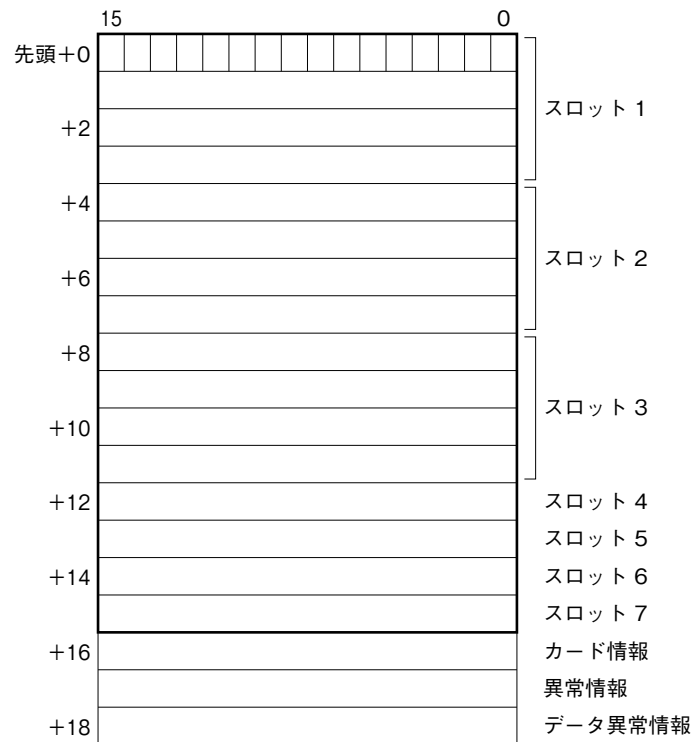 15 0
先頭＋0
スロット 1
＋2
＋4
スロット 2
＋6
＋8
スロット 3
＋10
＋12 スロット 4
スロット 5
＋14 スロット 6
スロット 7
＋16 カード情報
異常情報
＋18 データ異常情報